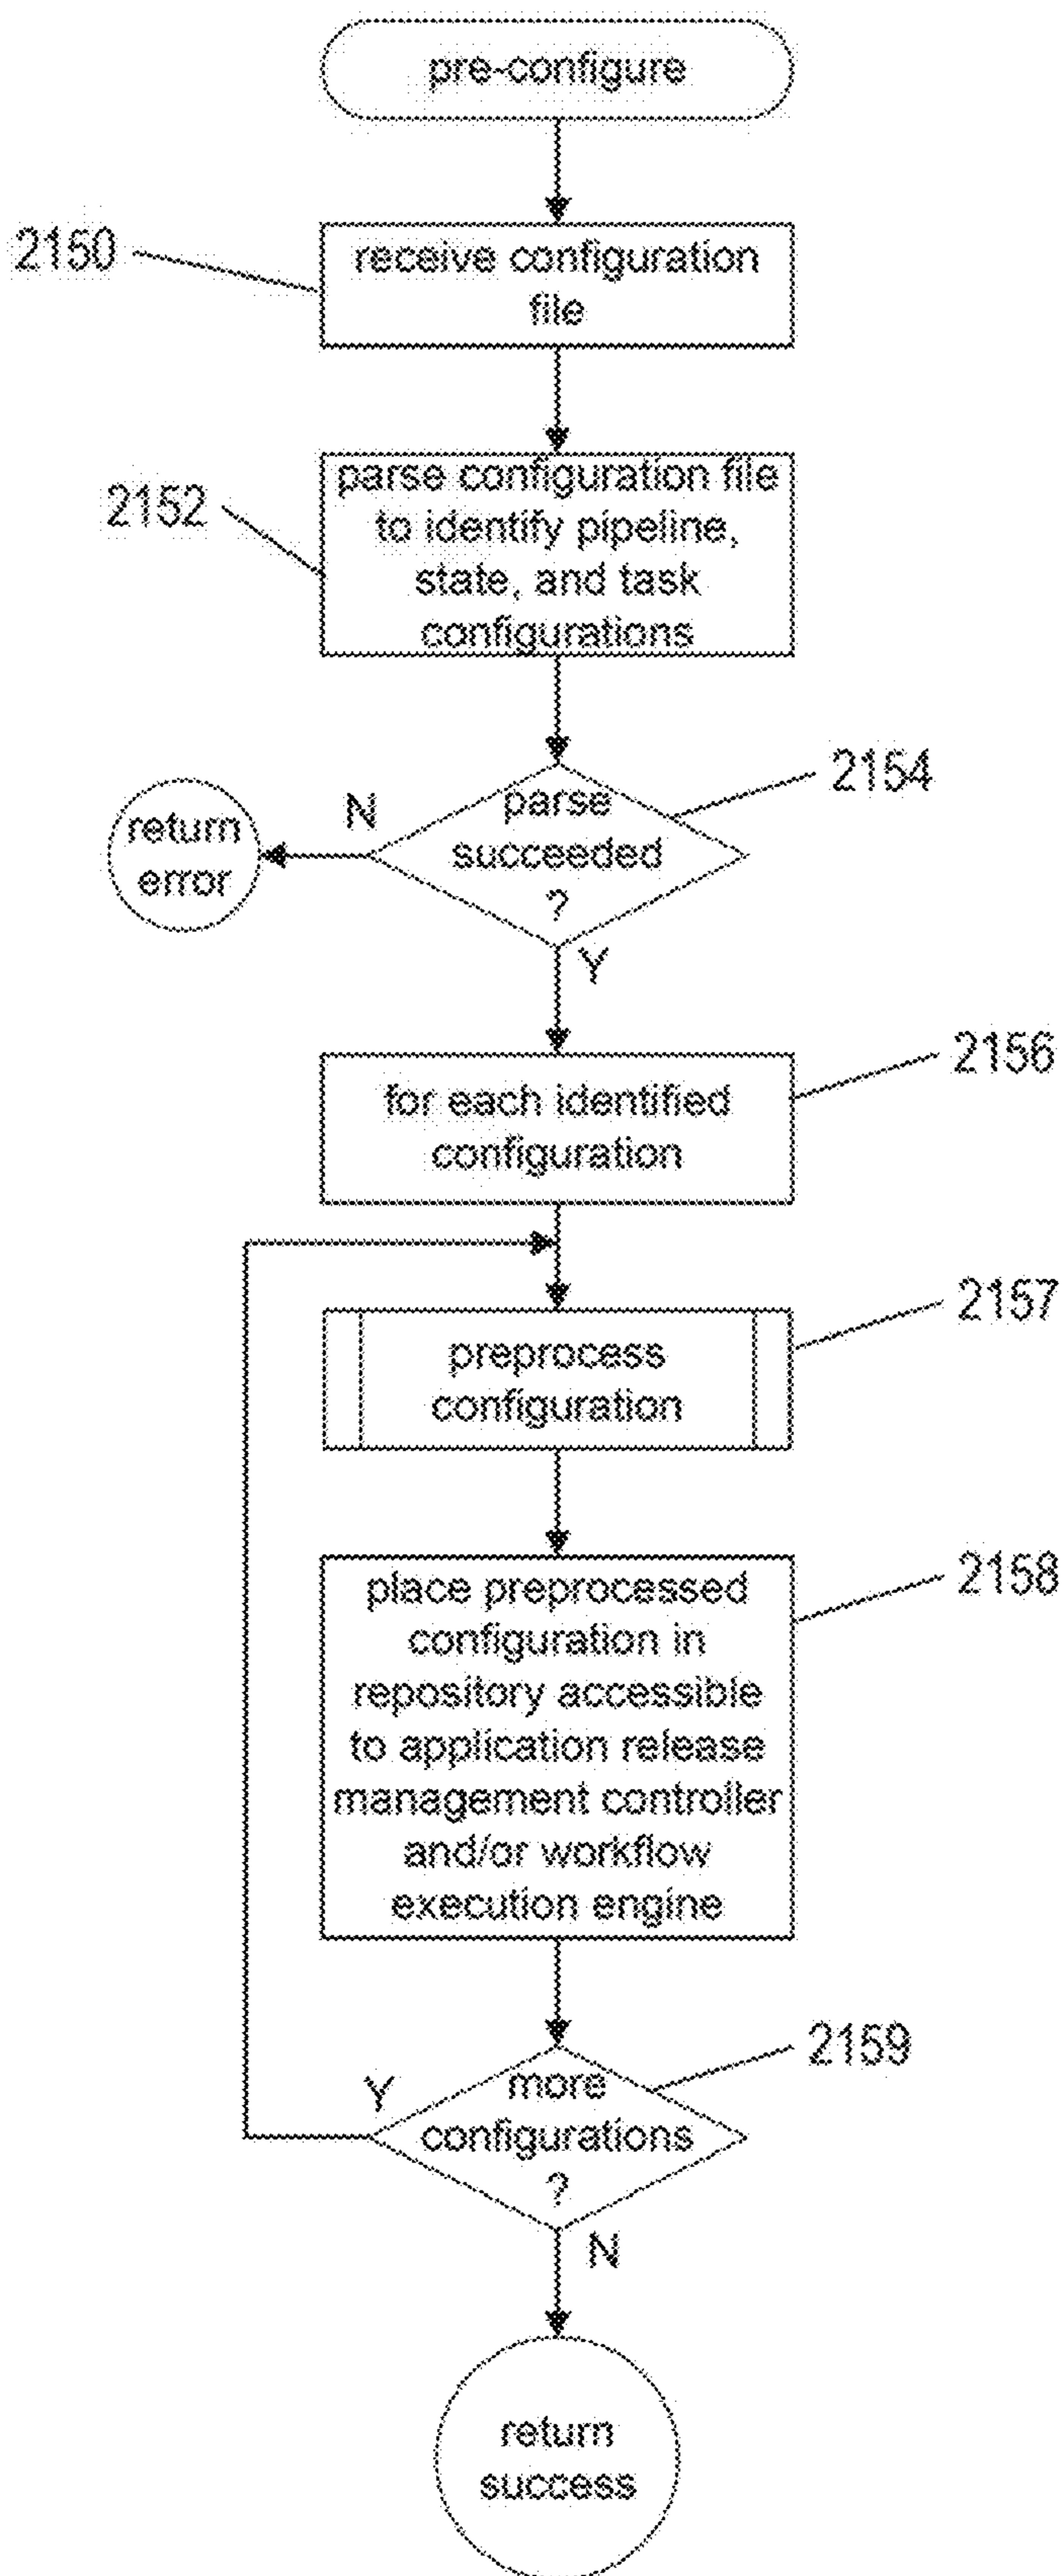 pre-configure
2150
receive configuration
file
2152
parse configuration file
to identify pipeline,
state, and task
configurations
2154
parse
succeeded
?
N
return
error
Y
2156
for each identified
configuration
2157
preprocess
configuration
2158
place preprocessed
configuration in
repository accessible
to application release
management controller
and/or workflow
execution engine
2159
more
configurations
?
Y
N
return
success